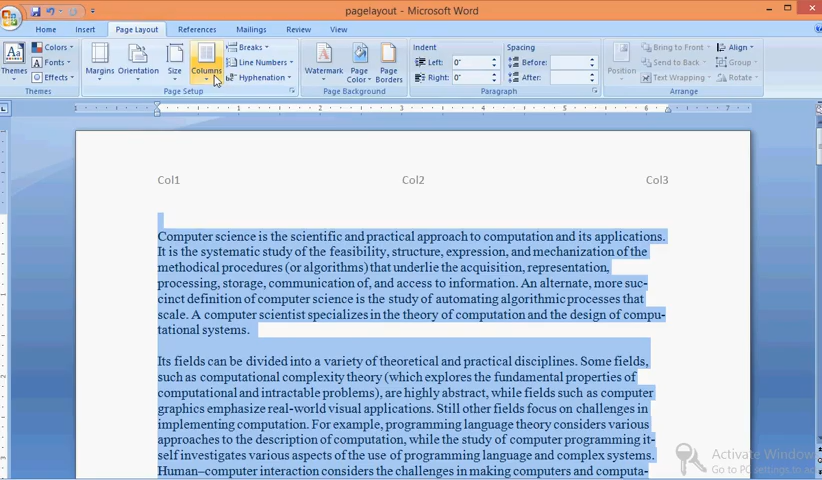 pagelayout - Microsoft Word
Home Insert Page Layout References Mailings Review View
Themes Colors Fonts Effects Themes
Margins Orientation Size Columns Breaks Line Numbers Hyphenation Page Setup
Watermark Page Color Page Borders Page Background
Indent Left: 0" Right: 0" Spacing Before: After: Paragraph
Position Bring to Front Send to Back Text Wrapping Align Group Rotate Arrange
1 1 2 3 4 5 6 7
Col1 Col2 Col3
Computer science is the scientific and practical approach to computation and its applications.
It is the systematic study of the feasibility, structure, expression, and mechanization of the
methodical procedures (or algorithms) that underlie the acquisition, representation,
processing, storage, communication of, and access to information. An alternate, more suc-
cinct definition of computer science is the study of automating algorithmic processes that
scale. A computer scientist specializes in the theory of computation and the design of compu-
tational systems.
Its fields can be divided into a variety of theoretical and practical disciplines. Some fields,
such as computational complexity theory (which explores the fundamental properties of
computational and intractable problems), are highly abstract, while fields such as computer
graphics emphasize real-world visual applications. Still other fields focus on challenges in
implementing computation. For example, programming language theory considers various
approaches to the description of computation, while the study of computer programming it-
self investigates various aspects of the use of programming language and complex systems.
Human–computer interaction considers the challenges in making computers and computa-
Activate Window
Go to PC settings to ac